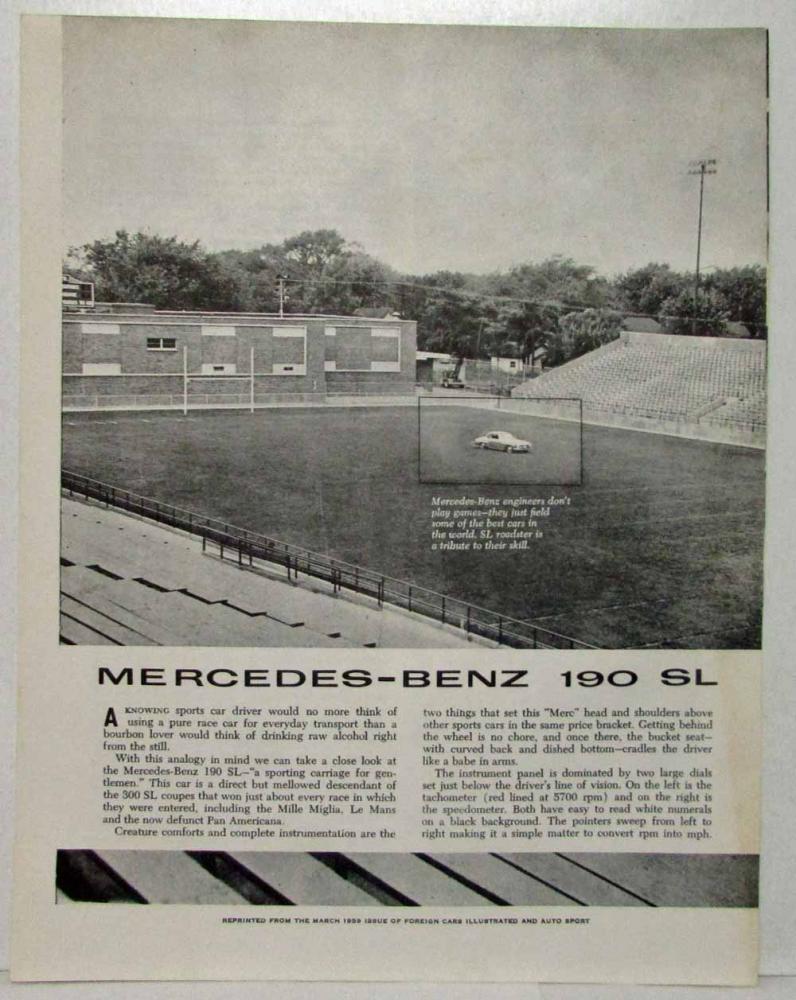 Mercedes-Benz engineers don't
play games—they just field
some of the best cars in
the world. SL roadster is
a tribute to their skill.
MERCEDES-BENZ 190 SL
A KNOWING sports car driver would no more think of
using a pure race car for everyday transport than a
bourbon lover would think of drinking raw alcohol right
from the still.
With this analogy in mind we can take a close look at
the Mercedes-Benz 190 SL—"a sporting carriage for gen-
tlemen." This car is a direct but mellowed descendant of
the 300 SL coupes that won just about every race in which
they were entered, including the Mille Miglia, Le Mans
and the now defunct Pan Americana.
Creature comforts and complete instrumentation are the
two things that set this "Merc" head and shoulders above
other sports cars in the same price bracket. Getting behind
the wheel is no chore, and once there, the bucket seat—
with curved back and dished bottom—cradles the driver
like a babe in arms.
The instrument panel is dominated by two large dials
set just below the driver's line of vision. On the left is the
tachometer (red lined at 5700 rpm) and on the right is
the speedometer. Both have easy to read white numerals
on a black background. The pointers sweep from left to
right making it a simple matter to convert rpm into mph.
REPRINTED FROM THE MARCH 1959 ISSUE OF FOREIGN CARS ILLUSTRATED AND AUTO SPORT